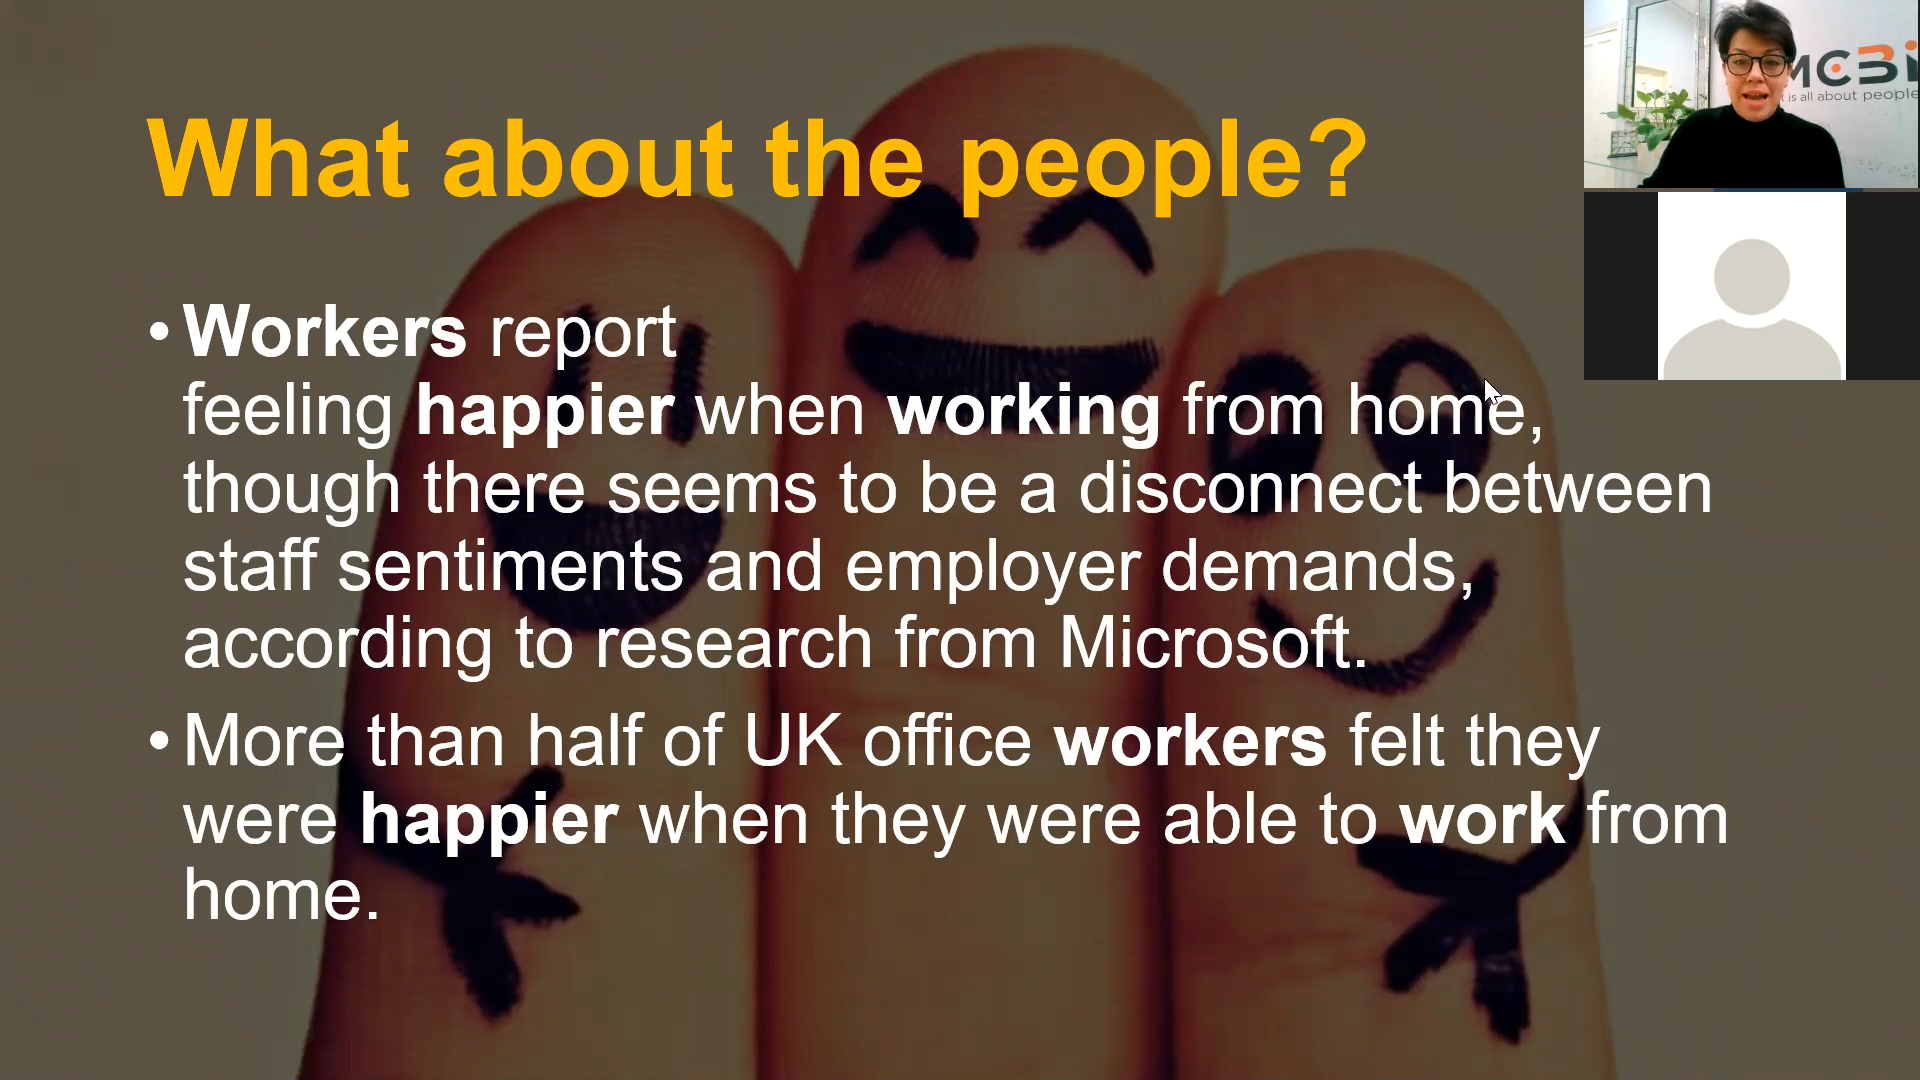 What about the people?
• Workers report
feeling happier when working from home,
though there seems to be a disconnect between
staff sentiments and employer demands,
according to research from Microsoft.
• More than half of UK office workers felt they
were happier when they were able to work from
home.
MCBi
is all about people